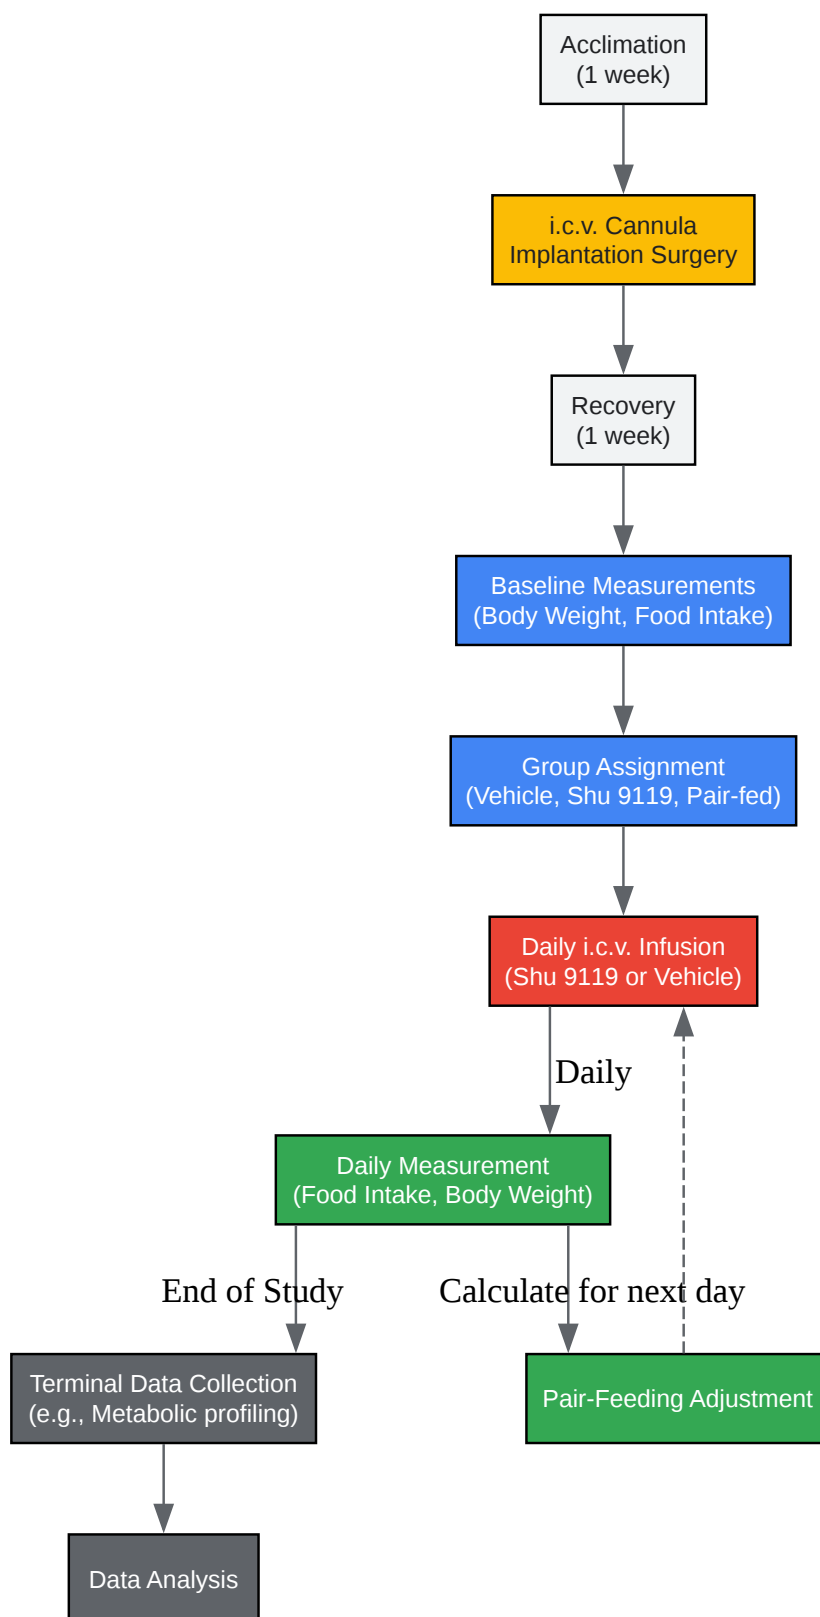 Acclimation
(1 week)
i.c.v. Cannula
Implantation Surgery
Recovery
(1 week)
Baseline Measurements
(Body Weight, Food Intake)
Group Assignment
(Vehicle, Shu 9119, Pair-fed)
Daily i.c.v. Infusion
(Shu 9119 or Vehicle)
Daily
Daily Measurement
(Food Intake, Body Weight)
End of Study
Calculate for next day
Terminal Data Collection
(e.g., Metabolic profiling)
Pair-Feeding Adjustment
Data Analysis